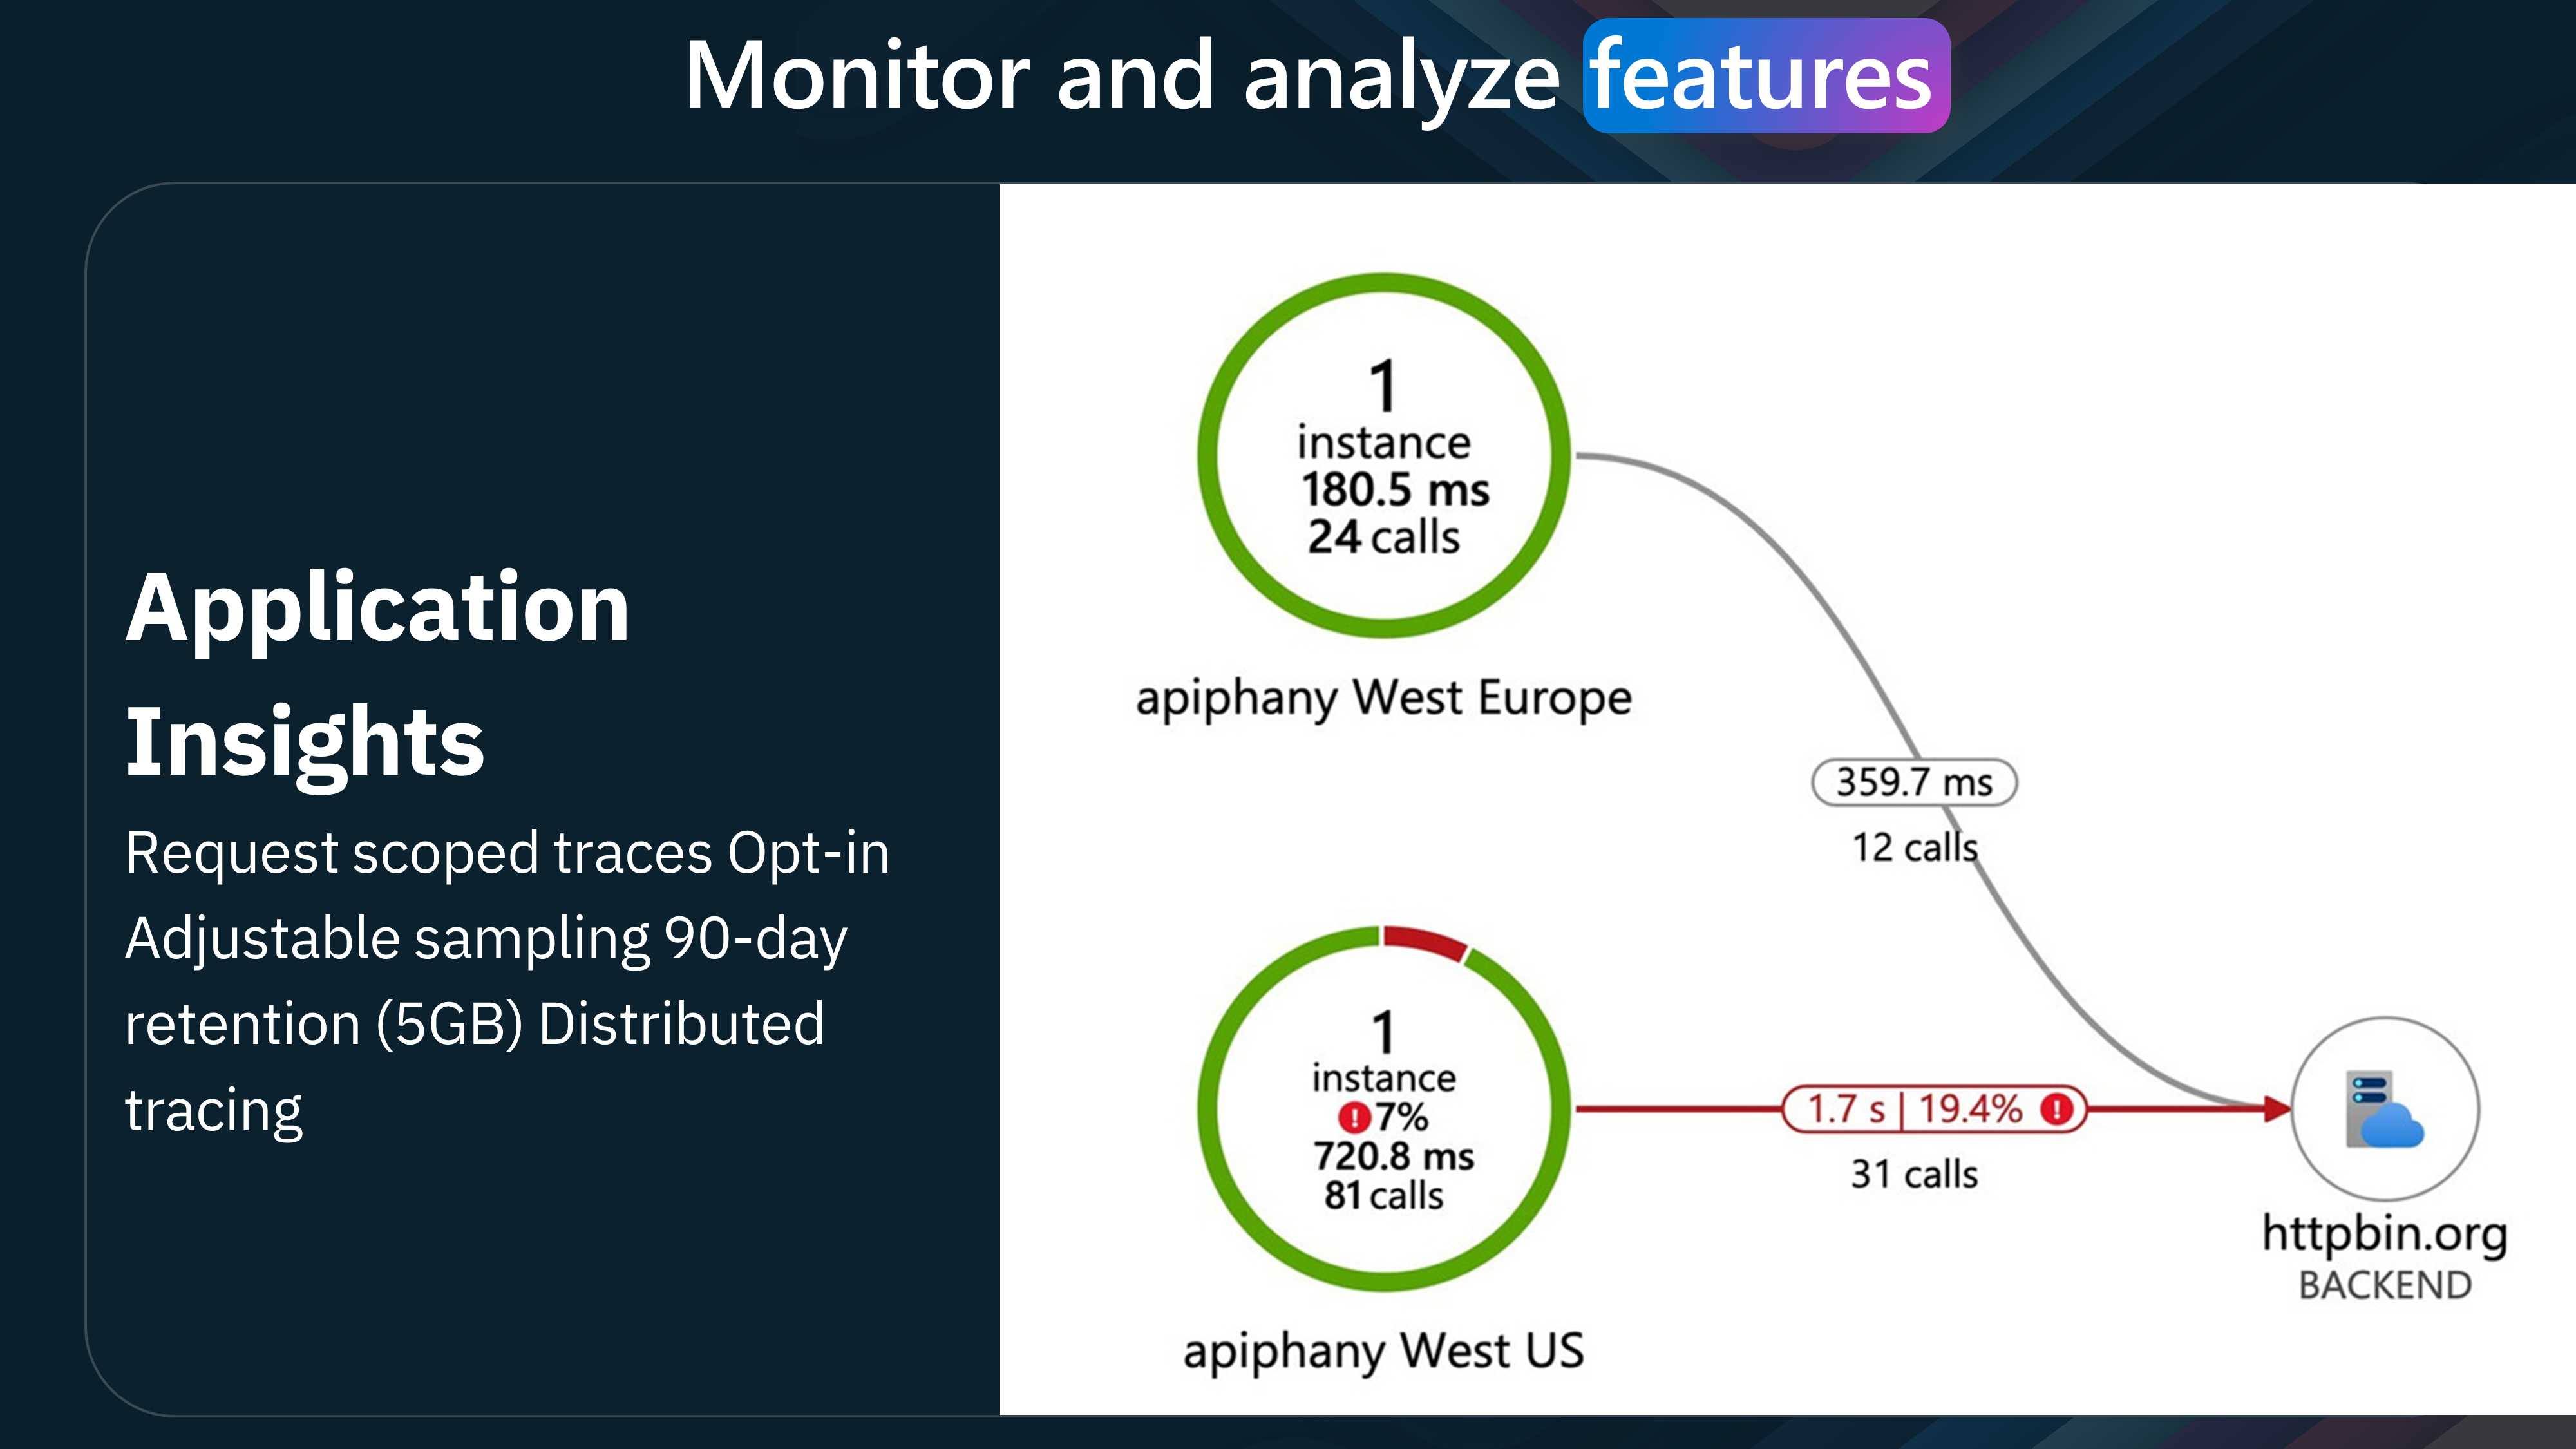 Monitor and analyze features
Application
Insights
Request scoped traces Opt-in
Adjustable sampling 90-day
retention (5GB) Distributed
tracing
1
instance
180.5 ms
24 calls
apiphany West Europe
359.7 ms
12 calls
1
instance
7%
720.8 ms
81 calls
apiphany West US
1.7 s | 19.4%
31 calls
httpbin.org
BACKEND